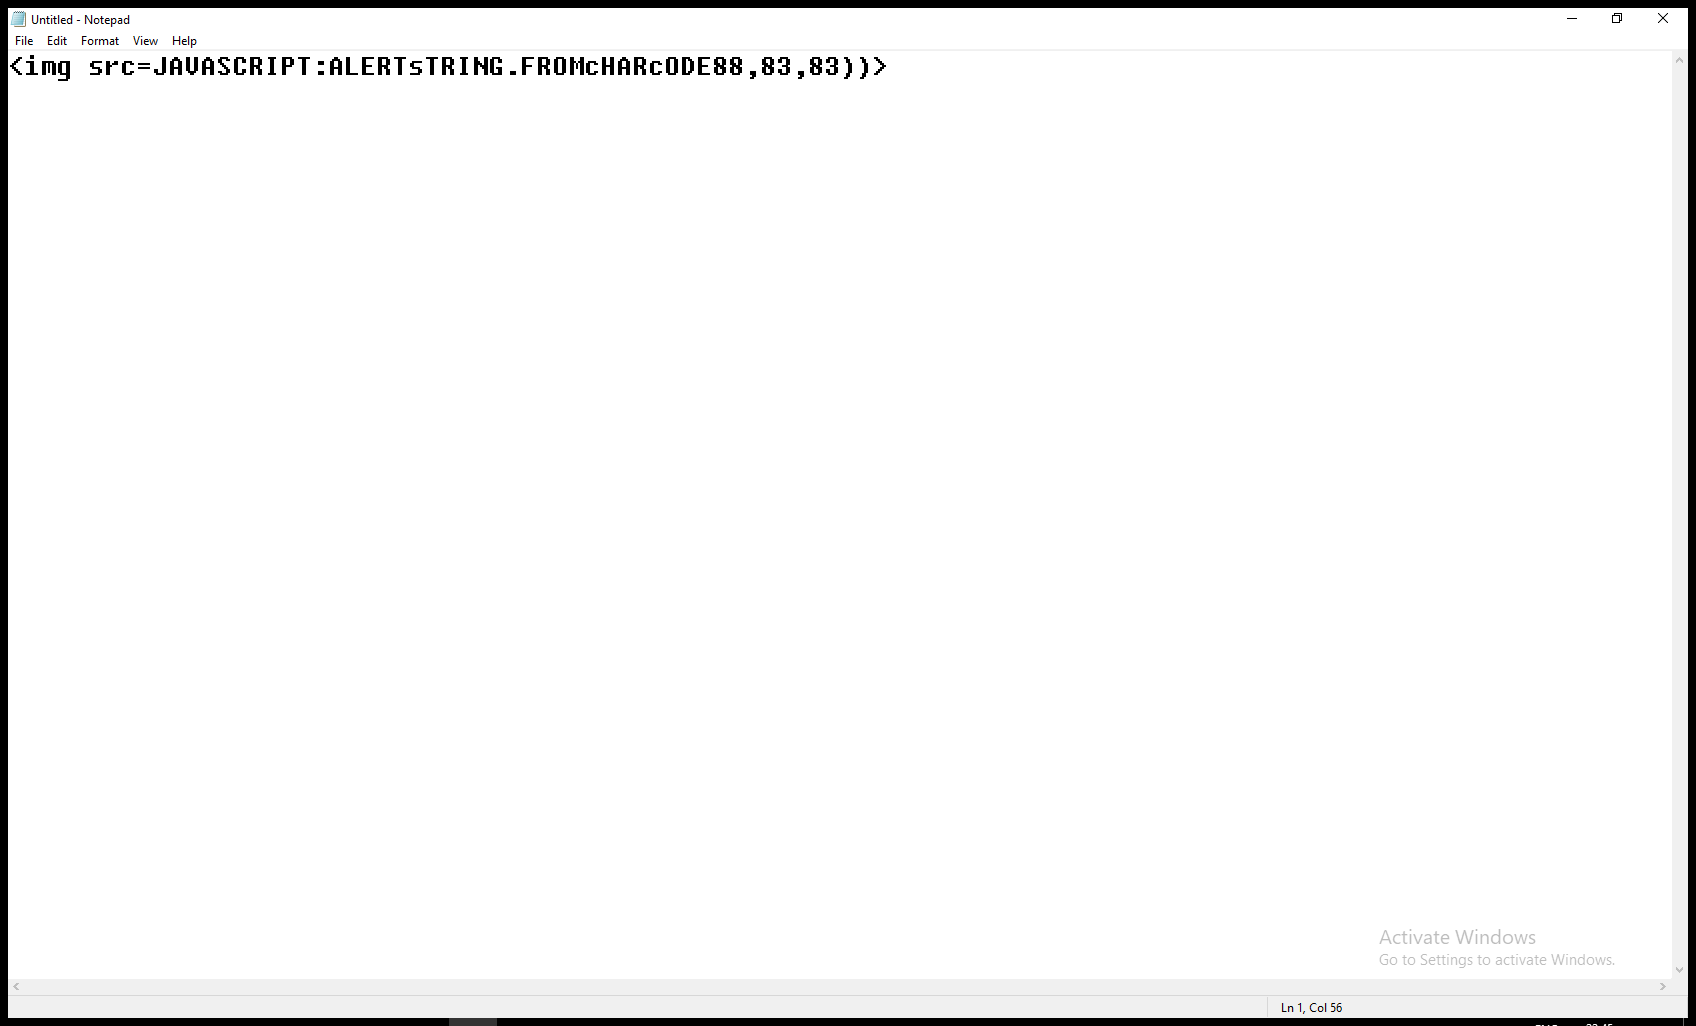 Untitled - Notepad
File Edit Format View Help
<img src=JAVASCRIPT:ALERTsTRING.FROMcHARcODE88,83,83))>
Activate Windows
Go to Settings to activate Windows.
Ln 1, Col 56